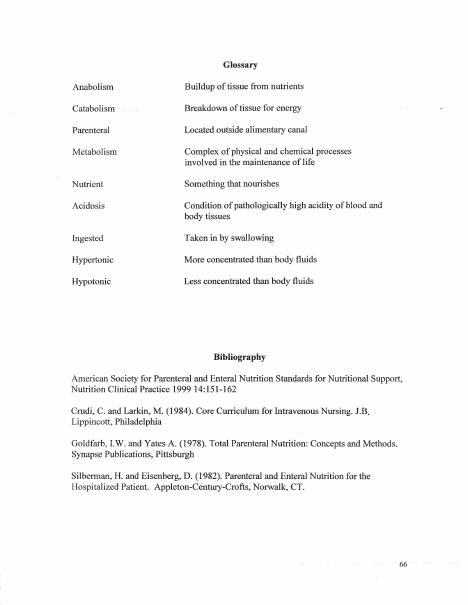 Glossary
Anabolism Buildup of tissue from nutrients
Catabolism Breakdown of tissue for energy
Parenteral Located outside alimentary canal
Metabolism Complex of physical and chemical processes
involved in the maintenance of life
Nutrient Something that nourishes
Acidosis Condition of pathologically high acidity of blood and
body tissues
Ingested Taken in by swallowing
Hypertonic More concentrated than body fluids
Hypotonic Less concentrated than body fluids
Bibliography
American Society for Parenteral and Enteral Nutrition Standards for Nutritional Support,
Nutrition Clinical Practice 1999 14:151-162
Crudi, C. and Larkin, M. (1984). Core Curriculum for Intravenous Nursing. J.B.
Lippincott, Philadelphia
Goldfarb, I.W. and Yates A. (1978). Total Parenteral Nutrition: Concepts and Methods.
Synapse Publications, Pittsburgh
Silberman, H. and Eisenberg, D. (1982). Parenteral and Enteral Nutrition for the
Hospitalized Patient. Appleton-Century-Crofts, Norwalk, CT.
66